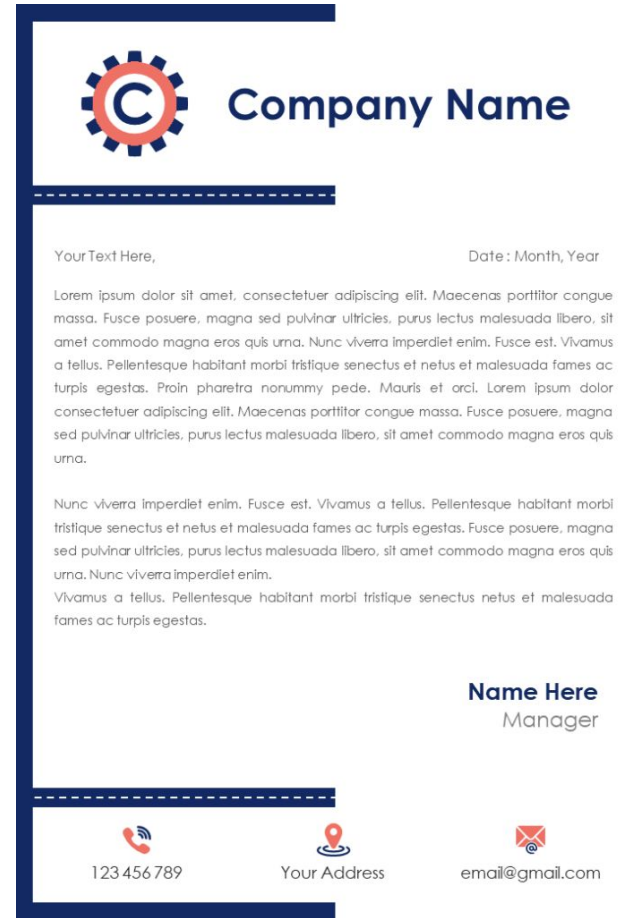 C
Company Name
Your Text Here,
Date : Month, Year
Lorem ipsum dolor sit amet, consectetuer adipiscing elit. Maecenas porttitor congue
massa. Fusce posuere, magna sed pulvinar ultricies, purus lectus malesuada libero, sit
amet commodo magna eros quis urna. Nunc viverra imperdiet enim. Fusce est. Vivamus
a tellus. Pellentesque habitant morbi tristique senectus et netus et malesuada fames ac
turpis egestas. Proin pharetra nonummy pede. Mauris et orci. Lorem ipsum dolor
consectetuer adipiscing elit. Maecenas porttitor congue massa. Fusce posuere, magna
sed pulvinar ultricies, purus lectus malesuada libero, sit amet commodo magna eros quis
urna.
Nunc viverra imperdiet enim. Fusce est. Vivamus a tellus. Pellentesque habitant morbi
tristique senectus et netus et malesuada fames ac turpis egestas. Fusce posuere, magna
sed pulvinar ultricies, purus lectus malesuada libero, sit amet commodo magna eros quis
urna. Nunc viverra imperdiet enim.
Vivamus a tellus. Pellentesque habitant morbi tristique senectus netus et malesuada
fames ac turpis egestas.
Name Here
Manager
@
123 456 789
Your Address
email@gmail.com